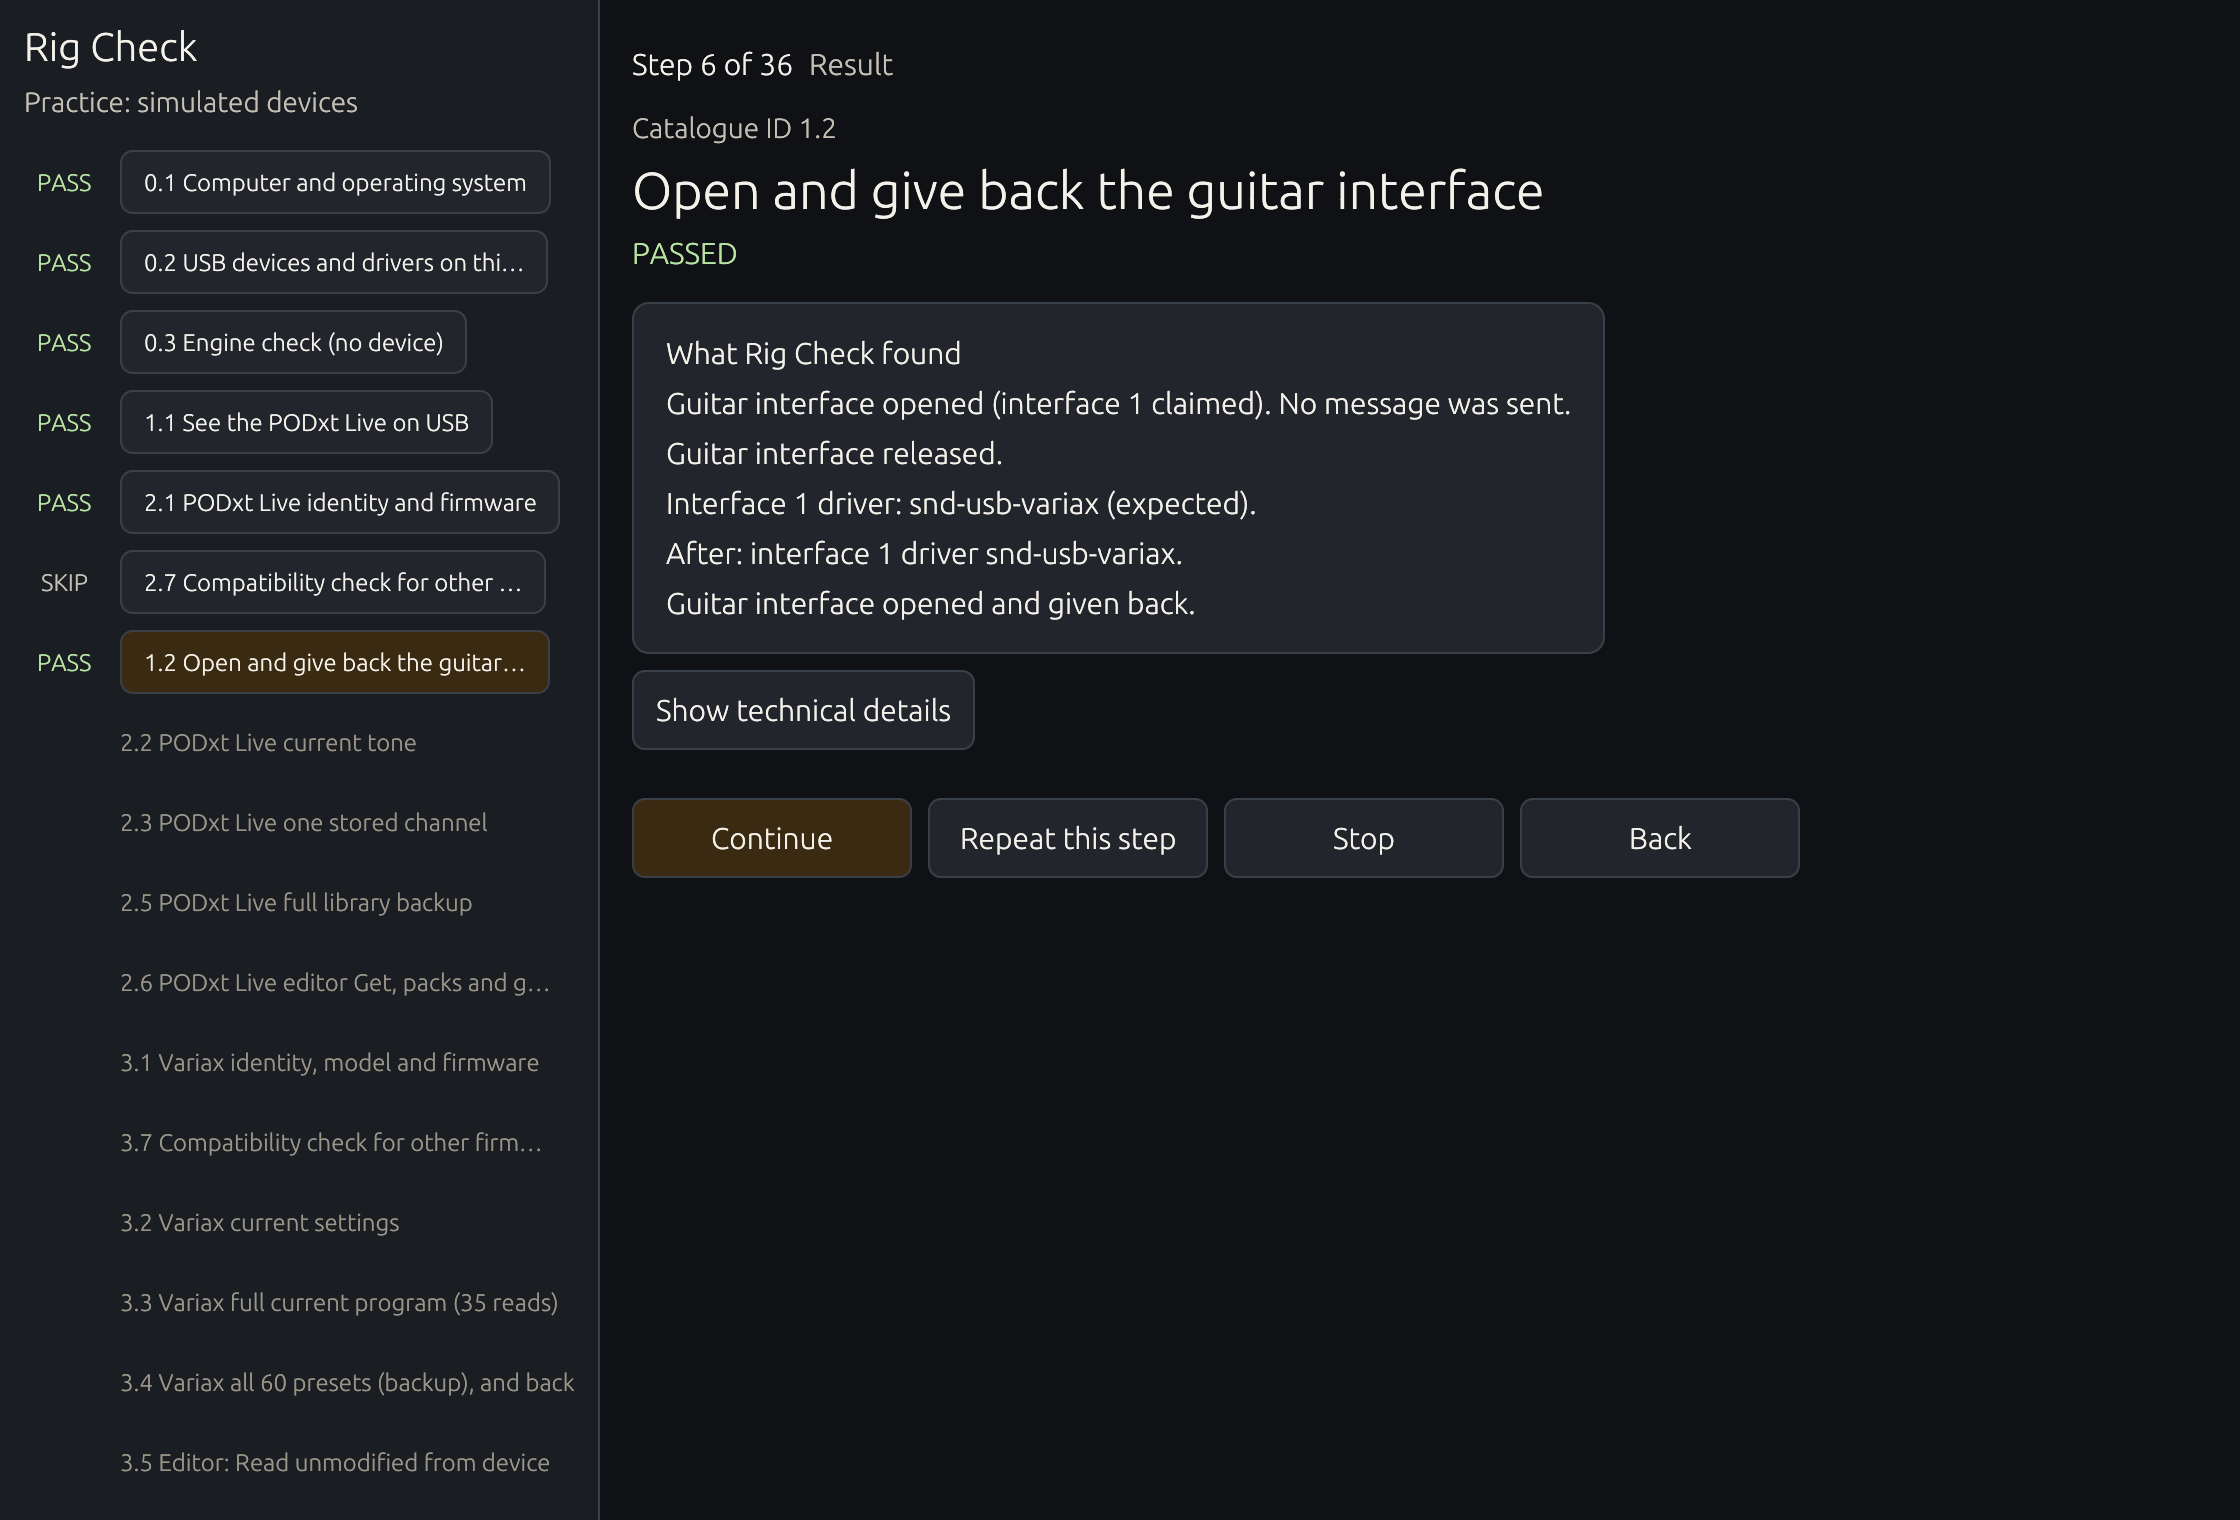 Rig Check
Practice: simulated devices
PASS 0.1 Computer and operating system
PASS 0.2 USB devices and drivers on thi…
PASS 0.3 Engine check (no device)
PASS 1.1 See the PODxt Live on USB
PASS 2.1 PODxt Live identity and firmware
SKIP 2.7 Compatibility check for other …
PASS 1.2 Open and give back the guitar…
2.2 PODxt Live current tone
2.3 PODxt Live one stored channel
2.5 PODxt Live full library backup
2.6 PODxt Live editor Get, packs and g…
3.1 Variax identity, model and firmware
3.7 Compatibility check for other firm…
3.2 Variax current settings
3.3 Variax full current program (35 reads)
3.4 Variax all 60 presets (backup), and back
3.5 Editor: Read unmodified from device
Step 6 of 36 Result
Catalogue ID 1.2
Open and give back the guitar interface
PASSED
What Rig Check found
Guitar interface opened (interface 1 claimed). No message was sent.
Guitar interface released.
Interface 1 driver: snd-usb-variax (expected).
After: interface 1 driver snd-usb-variax.
Guitar interface opened and given back.
Show technical details
Continue Repeat this step Stop Back